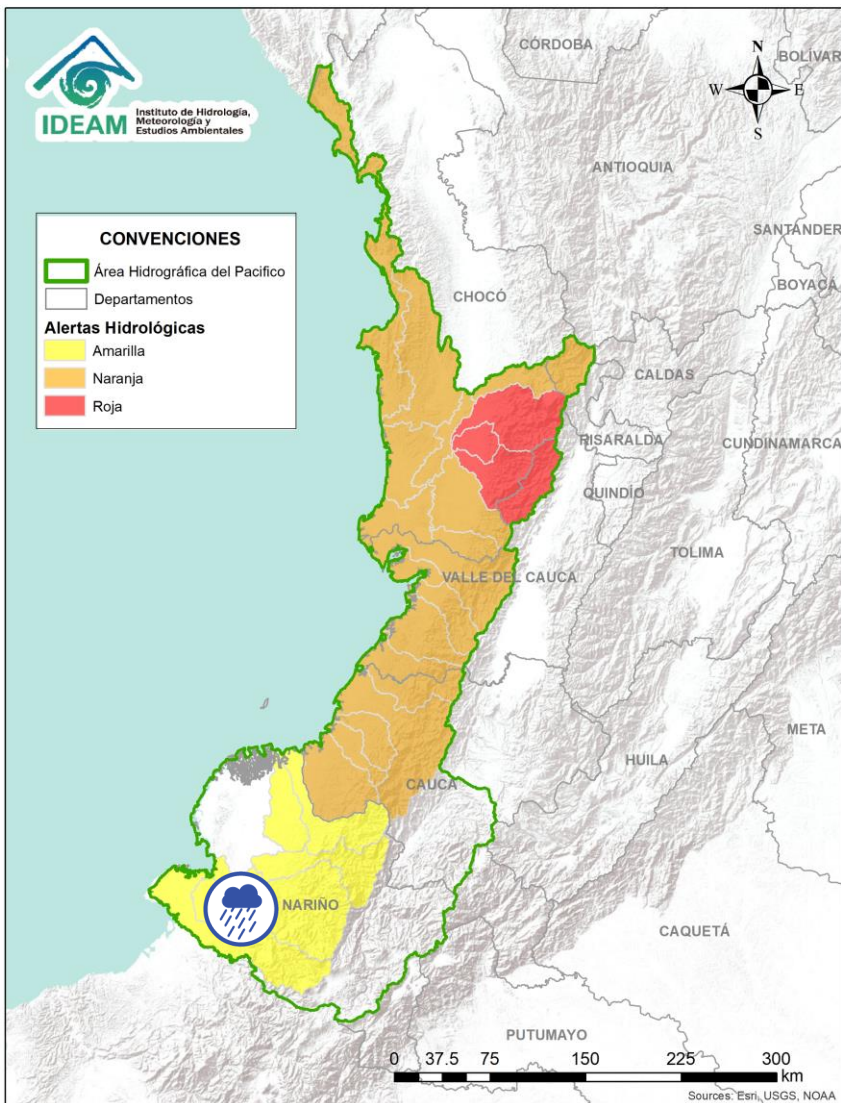 IDEAM
Instituto de Hidrología,
Meteorología y
Estudios Ambientales
CÓRDOBA
BOLÍVAR
N
W
E
S
ANTIOQUIA
SANTANDER
BOYACÁ
CONVENCIONES
Área Hidrográfica del Pacifico
Departamentos
Alertas Hidrológicas
Amarilla
Naranja
Roja
CHOCÓ
CALDAS
RISARALDA
CUNDINAMARCA
QUINDÍO
TOLIMA
VALLE DEL CAUCA
META
HUILA
CAUCA
NARIÑO
CAQUETÁ
PUTUMAYO
0 37.5 75 150 225 300
km
Sources: Esri, USGS, NOAA